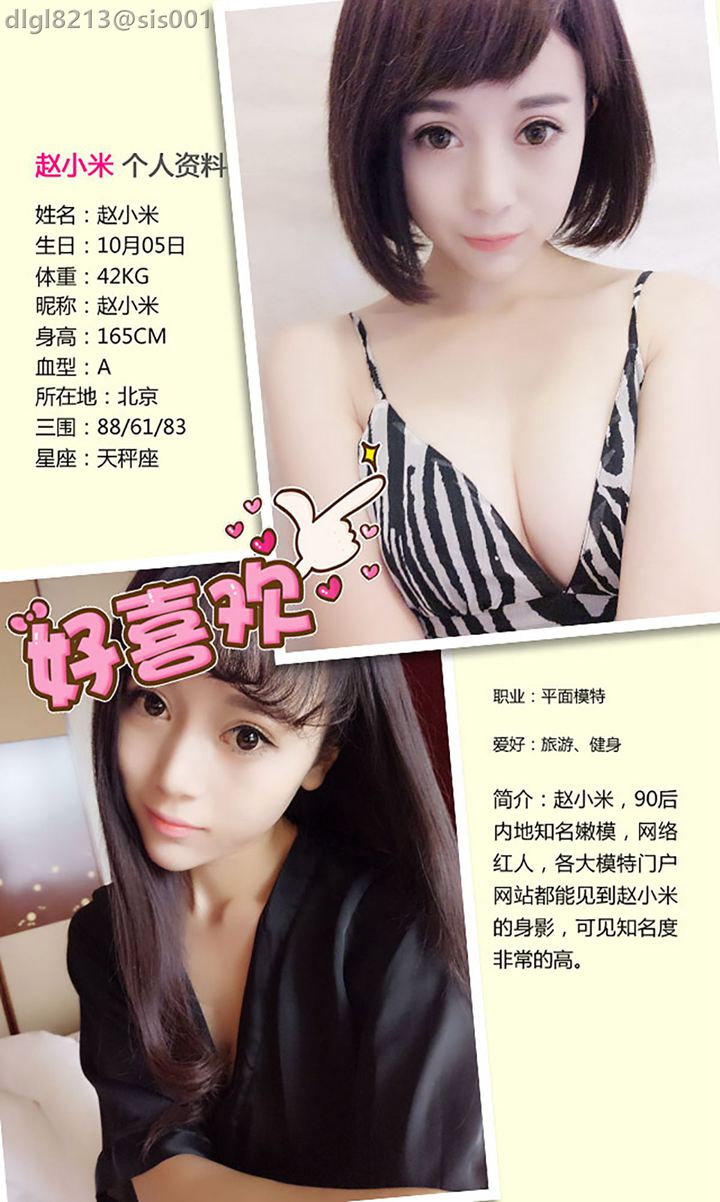 dlgl8213@sis001
赵小米 个人资料
姓名：赵小米
生日：10月05日
体重：42KG
昵称：赵小米
身高：165CM
血型：A
所在地：北京
三围：88/61/83
星座：天秤座
好喜欢
职业：平面模特
爱好：旅游、健身
简介：赵小米，90后
内地知名嫩模，网络
红人，各大模特门户
网站都能见到赵小米
的身影，可见知名度
非常的高。